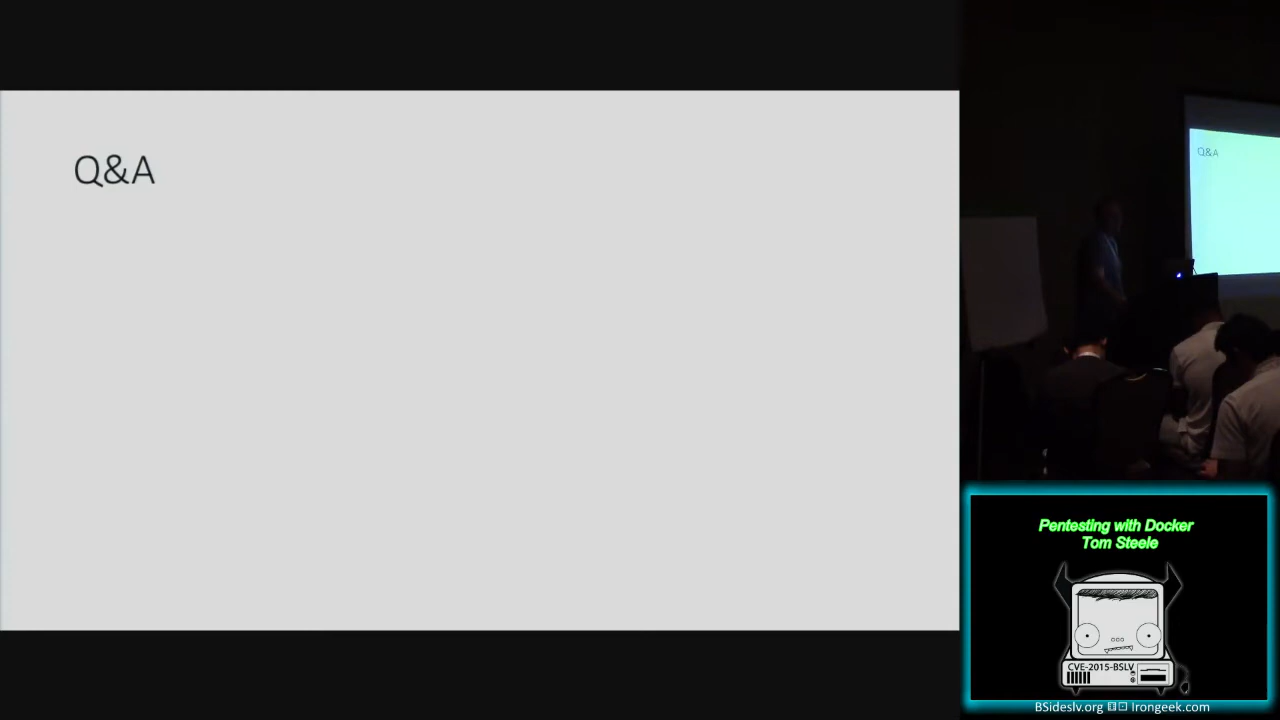 Q&A
Q&A
Pentesting with Docker
Tom Steele
CVE-2015-BSLV
BSideslv.org ⚅⚀ Irongeek.com